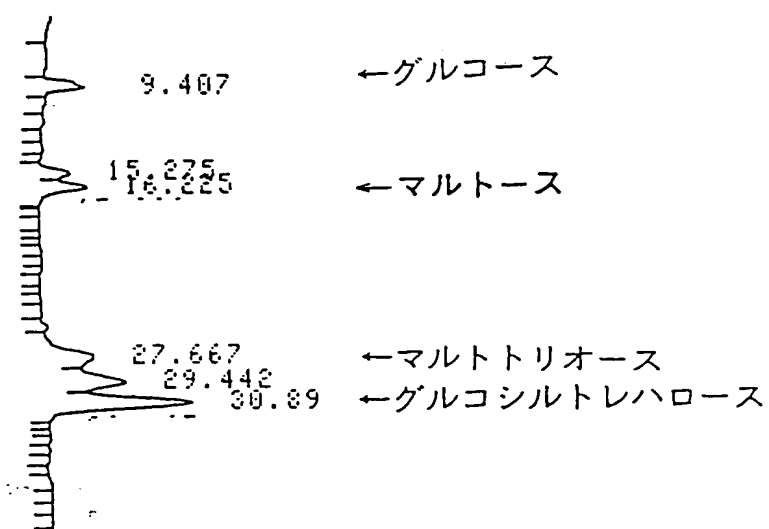 9.407 ←グルコース
15.275
16.225 ←マルトース
27.667 ←マルトトリオース
29.442
30.89 ←グルコシルトレハロース